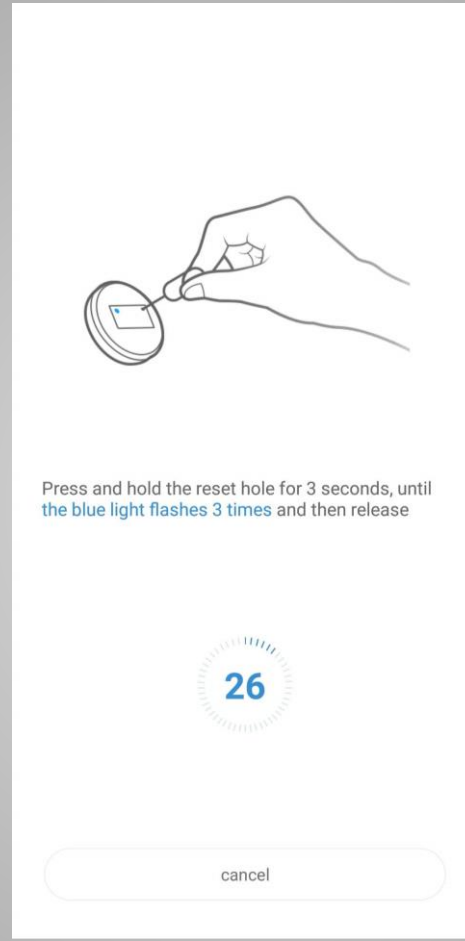 Press and hold the reset hole for 3 seconds, until
the blue light flashes 3 times and then release
26
cancel